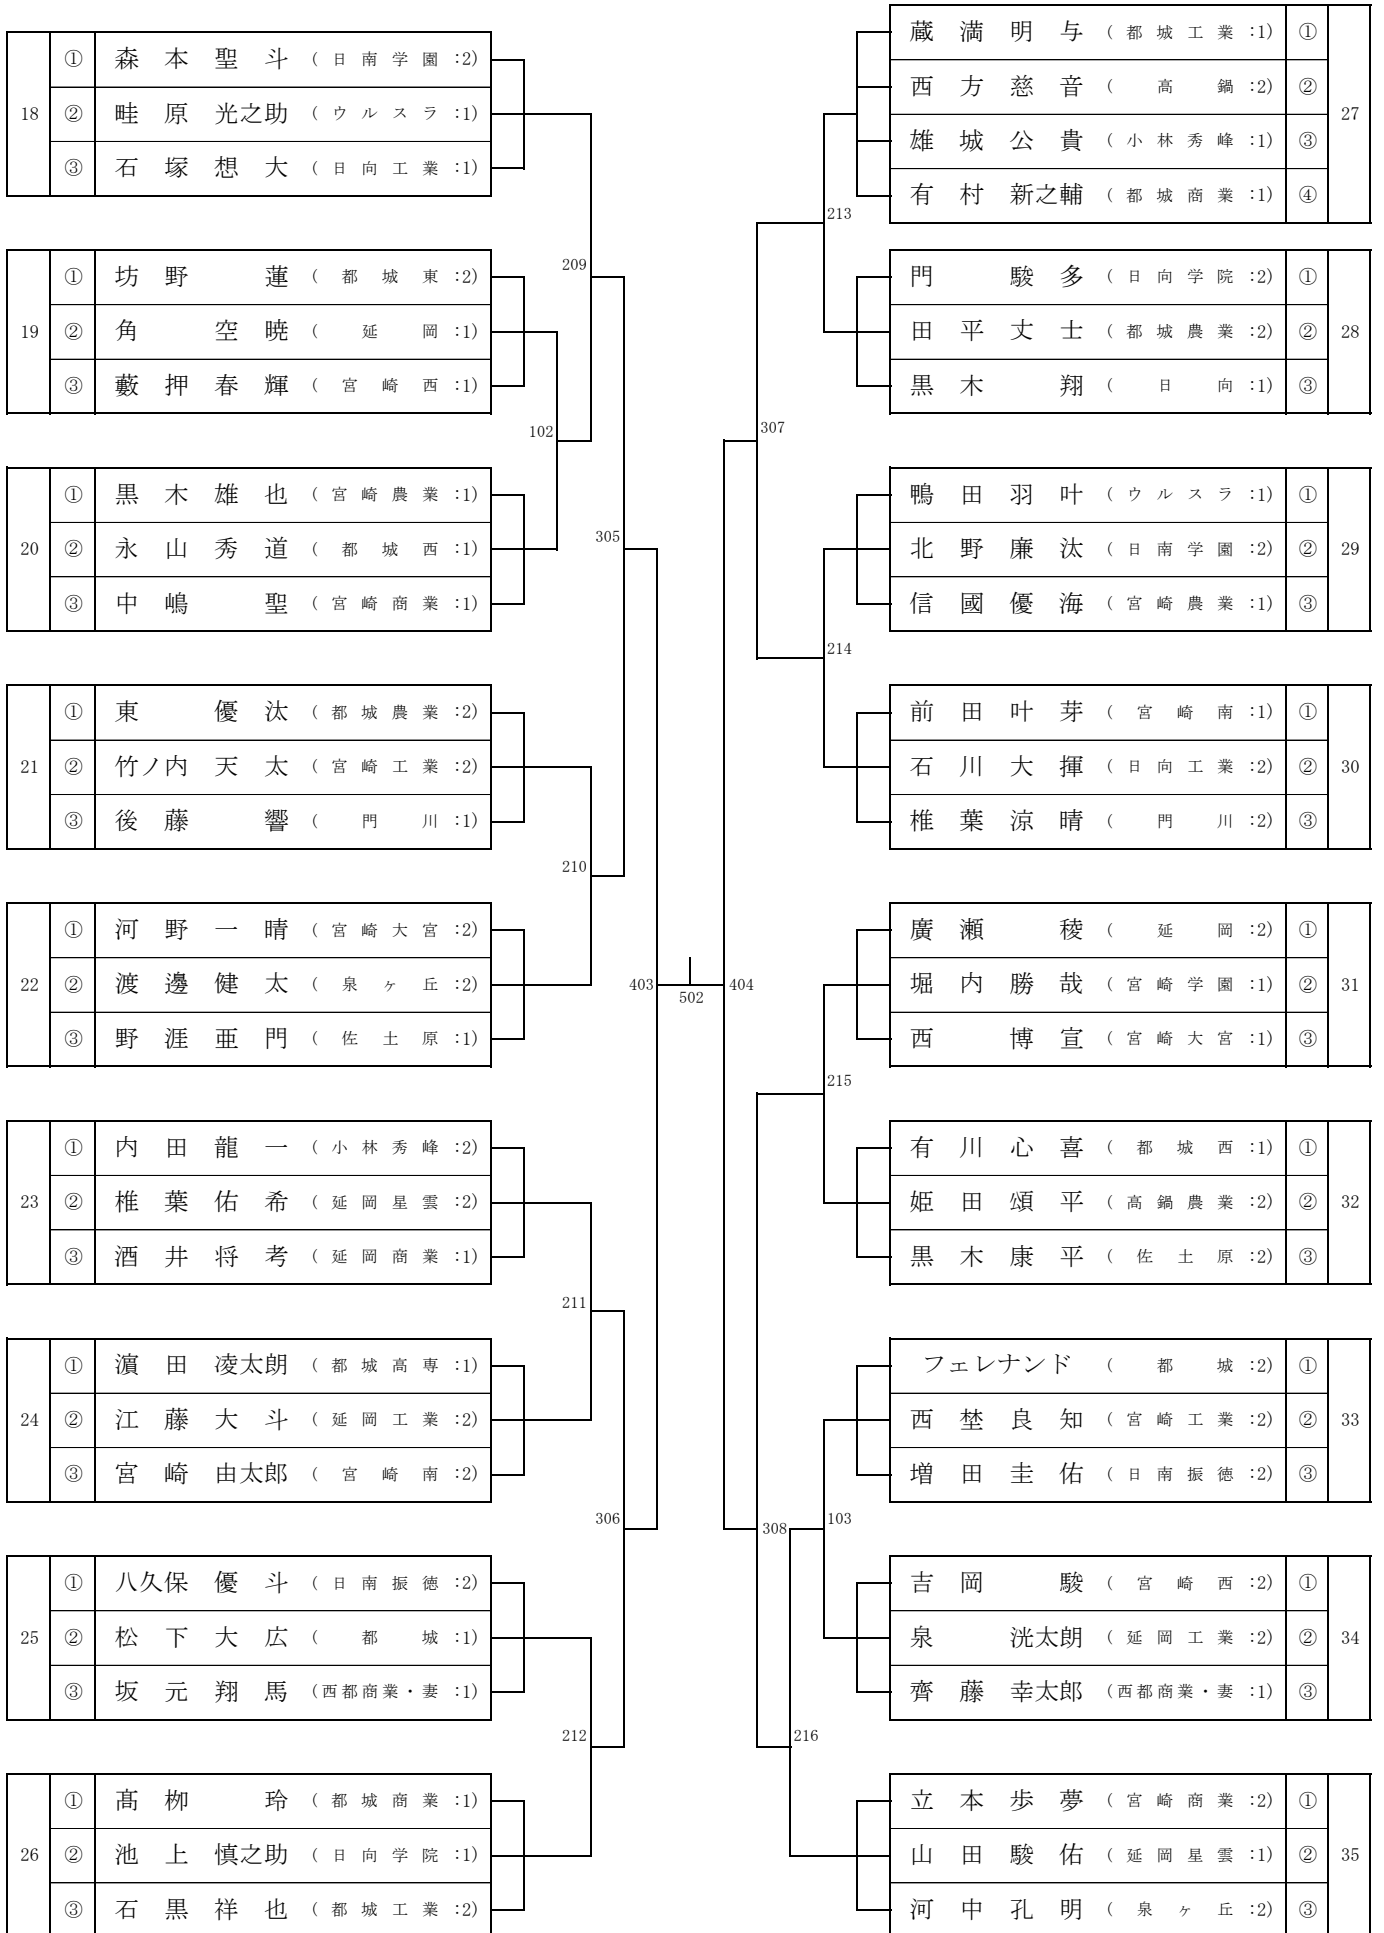 18
① 森本聖斗 (日南学園:2)
② 畦原光之助 (ウルスラ:1)
③ 石塚想大 (日向工業:1)
19
① 坊野蓮 (都城東:2)
② 角空暁 (延岡:1)
③ 藪押春輝 (宮崎西:1)
20
① 黒木雄也 (宮崎農業:1)
② 永山秀道 (都城西:1)
③ 中嶋聖 (宮崎商業:1)
21
① 東優汰 (都城農業:2)
② 竹ノ内天太 (宮崎工業:2)
③ 後藤響 (門川:1)
22
① 河野一晴 (宮崎大宮:2)
② 渡邊健太 (泉ヶ丘:2)
③ 野涯亜門 (佐土原:1)
23
① 内田龍一 (小林秀峰:2)
② 椎葉佑希 (延岡星雲:2)
③ 酒井将考 (延岡商業:1)
24
① 濵田凌太朗 (都城高専:1)
② 江藤大斗 (延岡工業:2)
③ 宮崎由太郎 (宮崎南:2)
25
① 八久保優斗 (日南振徳:2)
② 松下大広 (都城:1)
③ 坂元翔馬 (西都商業・妻:1)
26
① 髙栁玲 (都城商業:1)
② 池上慎之助 (日向学院:1)
③ 石黒祥也 (都城工業:2)
209
102
305
210
211
306
212
403
502
404
213
307
214
215
308
103
216
蔵満明与 (都城工業:1) ①
西方慈音 (高鍋:2) ②
雄城公貴 (小林秀峰:1) ③
有村新之輔 (都城商業:1) ④
27
門駿多 (日向学院:2) ①
田平丈士 (都城農業:2) ②
黒木翔 (日向:1) ③
28
鴨田羽叶 (ウルスラ:1) ①
北野廉汰 (日南学園:2) ②
信國優海 (宮崎農業:1) ③
29
前田叶芽 (宮崎南:1) ①
石川大揮 (日向工業:2) ②
椎葉涼晴 (門川:2) ③
30
廣瀬稜 (延岡:2) ①
堀内勝哉 (宮崎学園:1) ②
西博宣 (宮崎大宮:1) ③
31
有川心喜 (都城西:1) ①
姫田頌平 (高鍋農業:2) ②
黒木康平 (佐土原:2) ③
32
フェレナンド (都城:2) ①
西埜良知 (宮崎工業:2) ②
増田圭佑 (日南振徳:2) ③
33
吉岡駿 (宮崎西:2) ①
泉洸太朗 (延岡工業:2) ②
齊藤幸太郎 (西都商業・妻:1) ③
34
立本歩夢 (宮崎商業:2) ①
山田駿佑 (延岡星雲:1) ②
河中孔明 (泉ヶ丘:2) ③
35